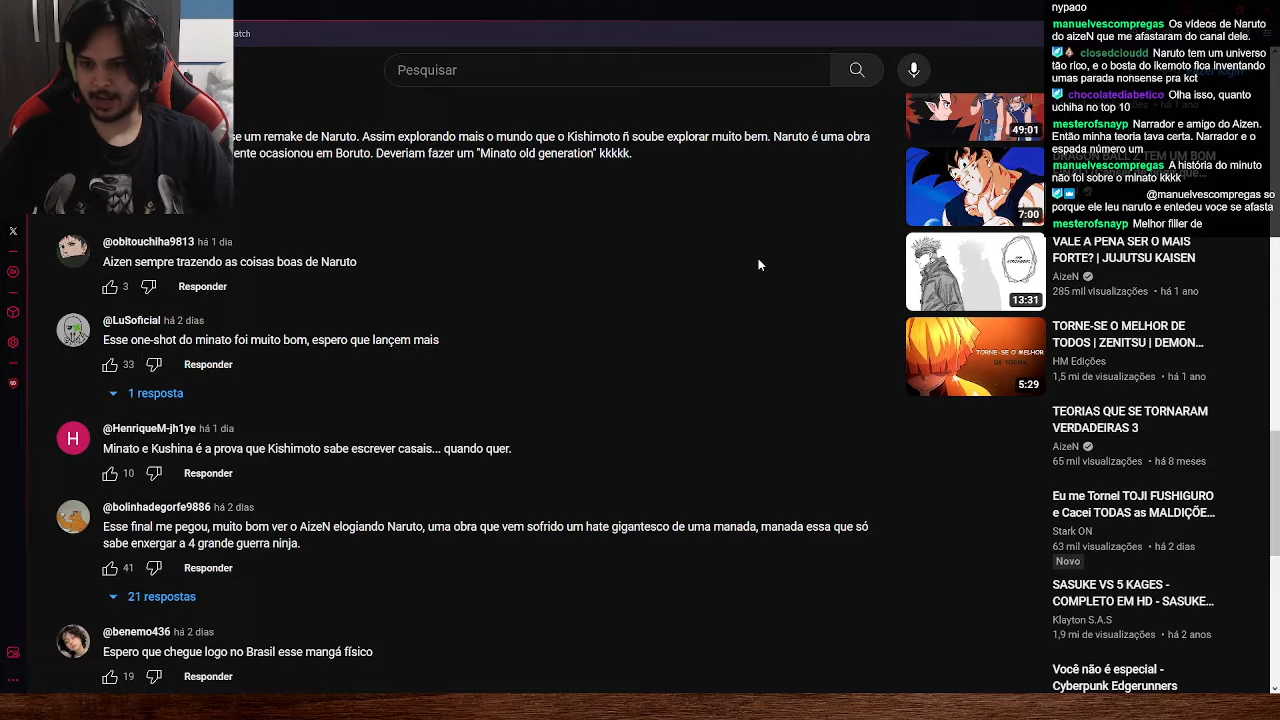 atch
Pesquisar
se um remake de Naruto. Assim explorando mais o mundo que o Kishimoto ñ soube explorar muito bem. Naruto é uma obra
ente ocasionou em Boruto. Deveriam fazer um "Minato old generation" kkkkk.
@obitouchiha9813 há 1 dia
Aizen sempre trazendo as coisas boas de Naruto
3 Responder
@LuSoficial há 2 dias
Esse one-shot do minato foi muito bom, espero que lançem mais
33 Responder
1 resposta
@HenriqueM-jh1ye há 1 dia
Minato e Kushina é a prova que Kishimoto sabe escrever casais... quando quer.
10 Responder
@bolinhadegorfe9886 há 2 dias
Esse final me pegou, muito bom ver o AizeN elogiando Naruto, uma obra que vem sofrido um hate gigantesco de uma manada, manada essa que só
sabe enxergar a 4 grande guerra ninja.
41 Responder
21 respostas
@benemo436 há 2 dias
Espero que chegue logo no Brasil esse mangá físico
19 Responder
49:01
7:00
13:31
TORNE-SE O MELHOR
DE TODOS
5:29
nypado
manuelvescompregas Os vídeos de Naruto
do aizeN que me afastaram do canal dele.
closedcloudd Naruto tem um universo
tão rico, e o bosta do Ikemoto fica inventando
umas parada nonsense pra kct
chocolatediabetico Olha isso, quanto
uchiha no top 10
mesterofsnayp Narrador e amigo do Aizen.
Então minha teoria tava certa. Narrador e o
espada número um
manuelvescompregas A história do minuto
não foi sobre o minato kkkk
@manuelvescompregas so
porque ele leu naruto e entedeu voce se afasta
mesterofsnayp Melhor filler de
DRAGON BALL Z TEM UM BOM
VALE A PENA SER O MAIS
FORTE? | JUJUTSU KAISEN
AizeN
285 mil visualizações • há 1 ano
TORNE-SE O MELHOR DE
TODOS | ZENITSU | DEMON...
HM Edições
1,5 mi de visualizações • há 1 ano
TEORIAS QUE SE TORNARAM
VERDADEIRAS 3
AizeN
65 mil visualizações • há 8 meses
Eu me Tornei TOJI FUSHIGURO
e Cacei TODAS as MALDIÇÕE...
Stark ON
63 mil visualizações • há 2 dias
Novo
SASUKE VS 5 KAGES -
COMPLETO EM HD - SASUKE...
Klayton S.A.S
1,9 mi de visualizações • há 2 anos
Você não é especial -
Cyberpunk Edgerunners